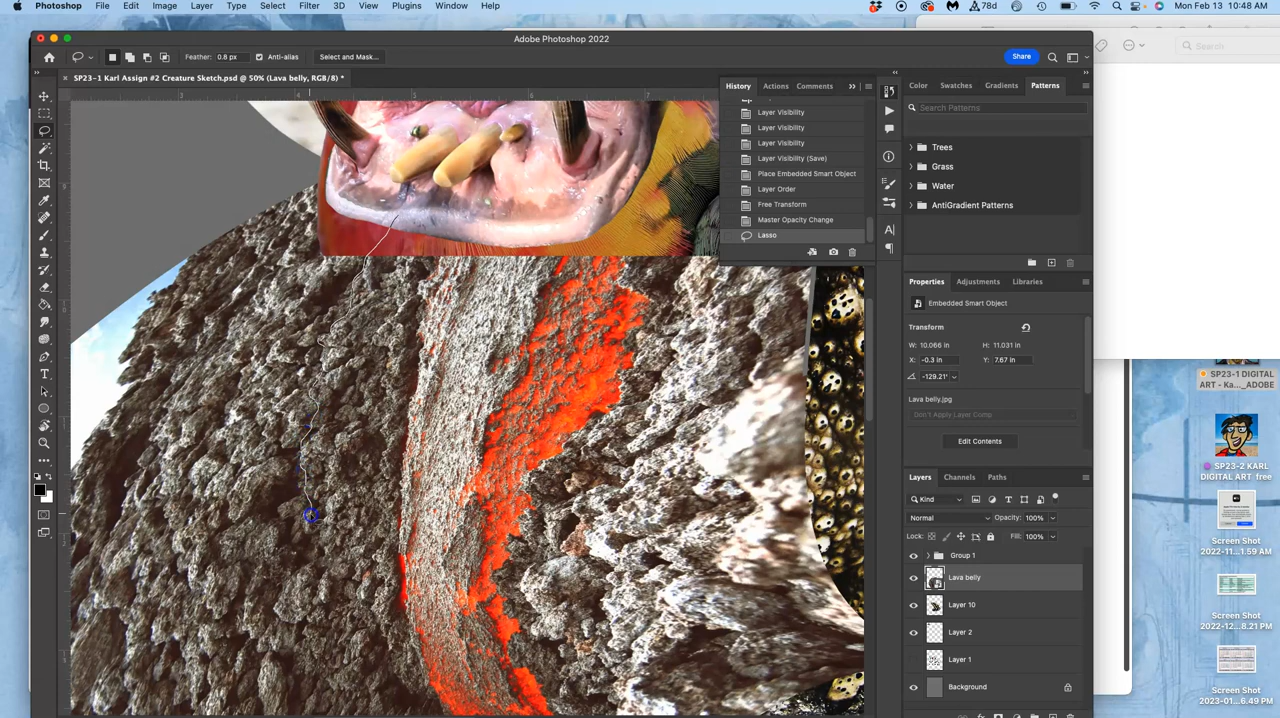 Photoshop File Edit Image Layer Type Select Filter 3D View Plugins Window Help 78d Mon Feb 13 10:48 AM
Adobe Photoshop 2022
Feather: 0.8 px Anti-alias Select and Mask... Share
Search
SP23-1 Karl Assign #2 Creature Sketch.psd @ 50% (Lava belly, RGB/8) *
History Actions Comments
Layer Visibility
Layer Visibility
Layer Visibility
Layer Visibility (Save)
Place Embedded Smart Object
Layer Order
Free Transform
Master Opacity Change
Lasso
Color Swatches Gradients Patterns
Search Patterns
Trees
Grass
Water
AntiGradient Patterns
Properties Adjustments Libraries
Embedded Smart Object
Transform
W: 10.066 in H: 11.031 in
X: -0.3 in Y: 7.67 in
-129.21°
Lava belly.jpg
Don't Apply Layer Comp
Edit Contents
Layers Channels Paths
Kind
Normal Opacity: 100%
Lock: Fill: 100%
Group 1
Lava belly
Layer 10
Layer 2
Layer 1
Background
SP23-1 DIGITAL
ART - Ka..._ADOBE
SP23-2 KARL
DIGITAL ART free
Screen Shot
2022-11...1.59 AM
Screen Shot
2022-12...8.21 PM
Screen Shot
2023-01...6.49 PM